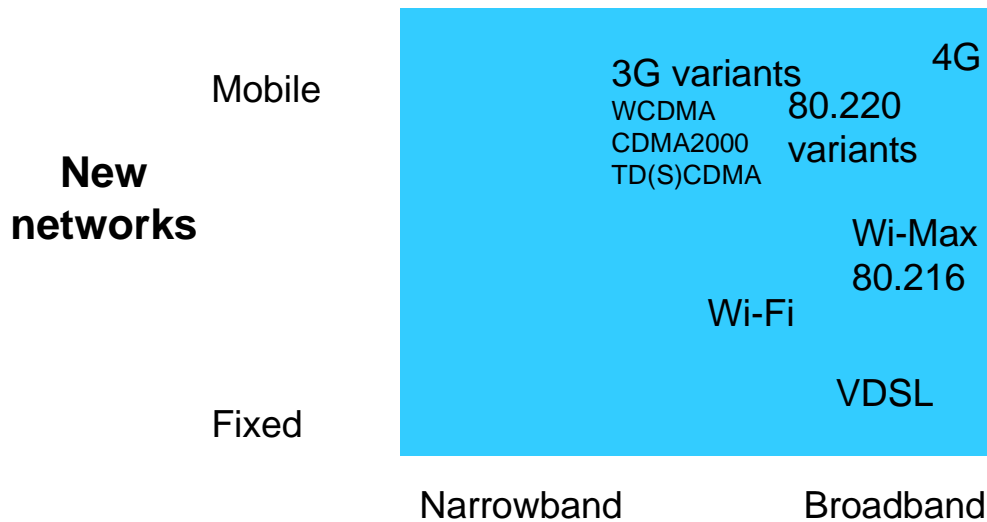 Mobile
New
networks
Fixed
3G variants
WCDMA
CDMA2000
TD(S)CDMA
4G
80.220
variants
Wi-Max
80.216
Wi-Fi
VDSL
Narrowband
Broadband